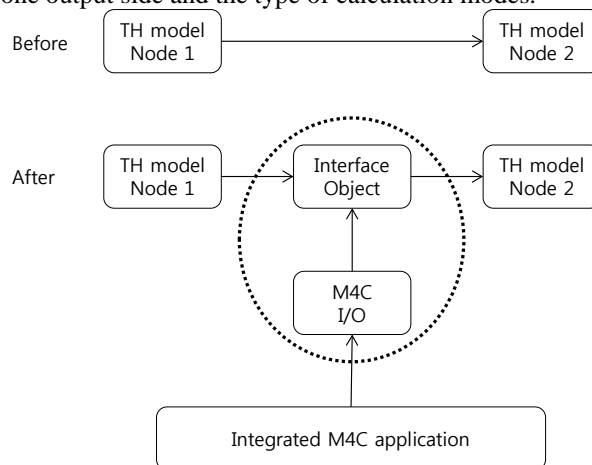 one output side and the type of calculation modes.
Before
TH model
Node 1
TH model
Node 2
After
TH model
Node 1
Interface
Object
TH model
Node 2
M4C
I/O
Integrated M4C application